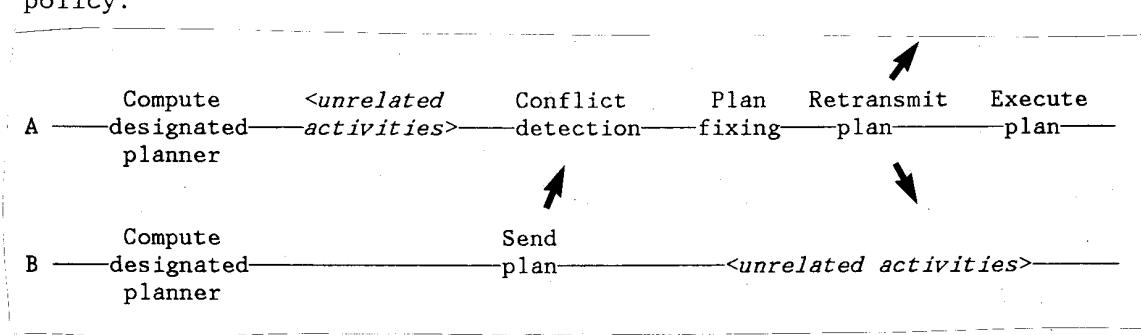 policy.
Compute <unrelated Conflict Plan Retransmit Execute
A designated activities> detection fixing plan plan
planner
Compute Send
B designated plan <unrelated activities>
planner